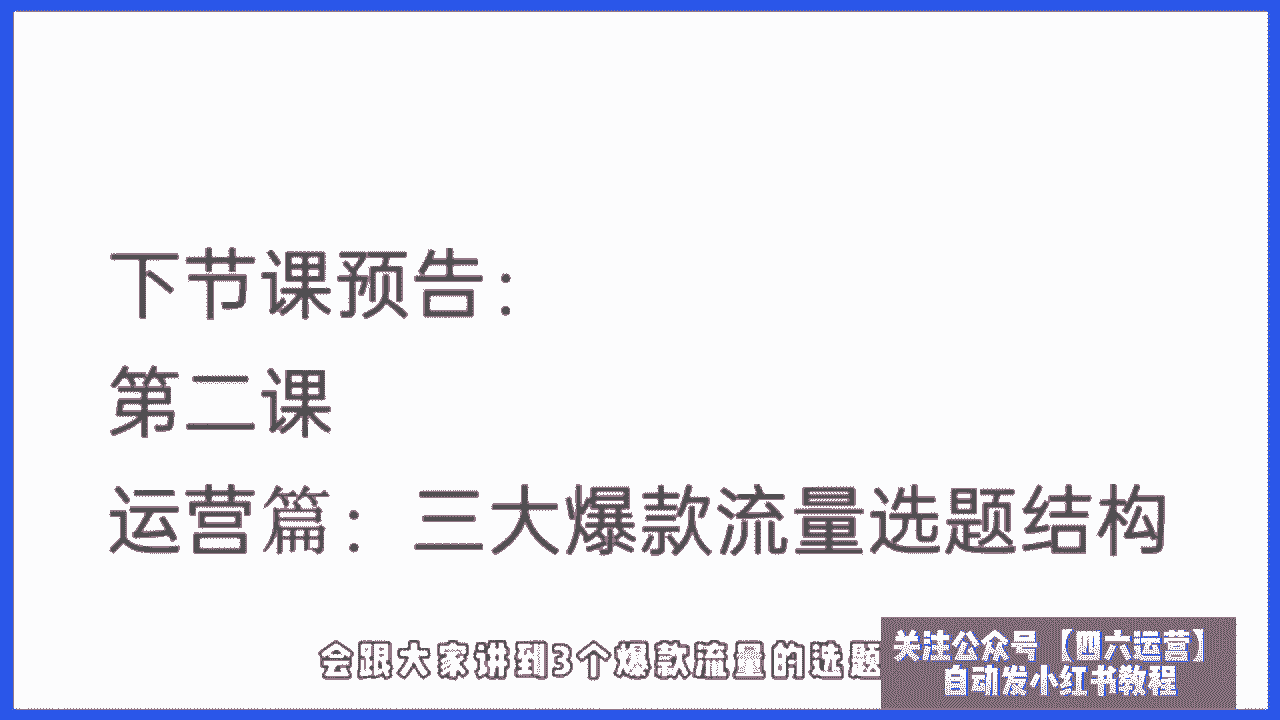 下节课预告：
第二课
运营篇：三大爆款流量选题结构
会跟大家讲到3个爆款流量的选题
关注公众号【四六运营】
自动发小红书教程